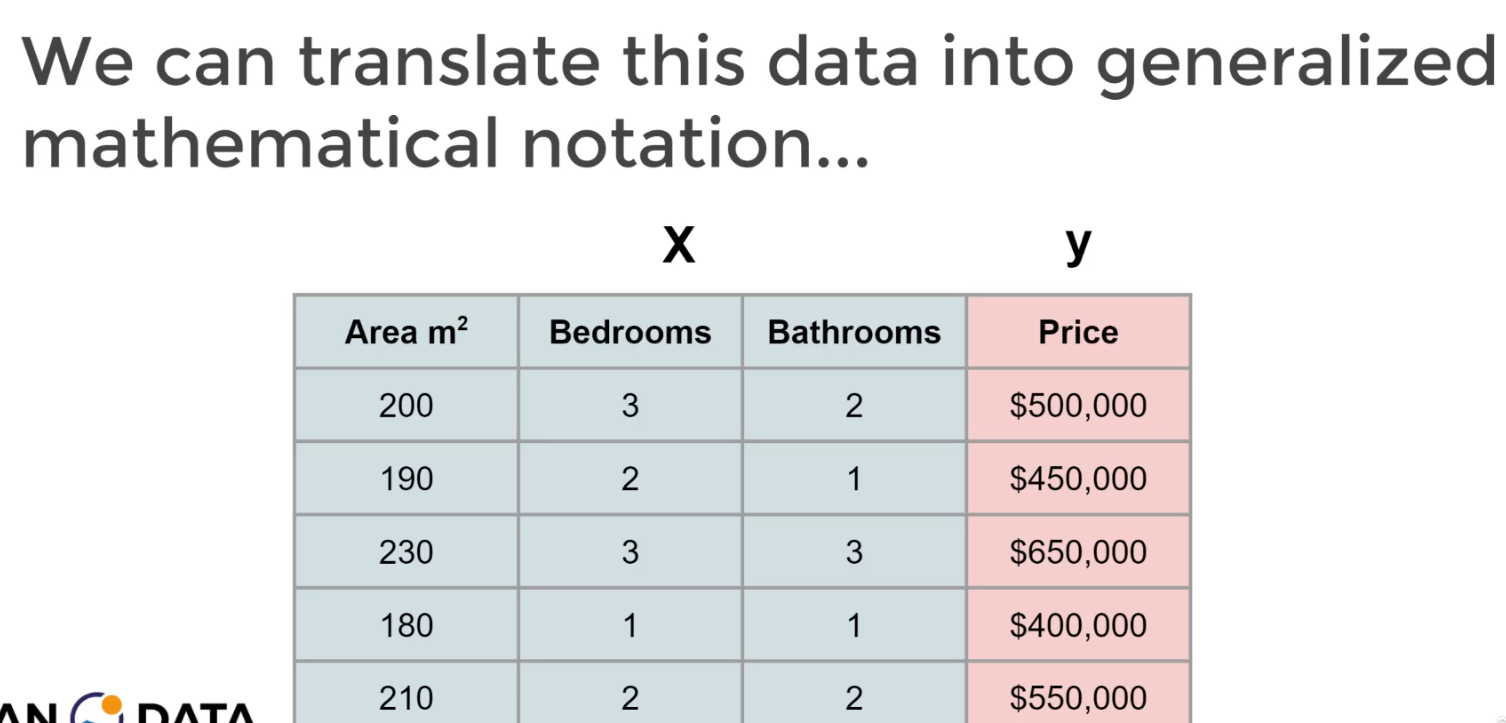 We can translate this data into generalized
mathematical notation...
X y
Area m² Bedrooms Bathrooms Price
200 3 2 $500,000
190 2 1 $450,000
230 3 3 $650,000
180 1 1 $400,000
210 2 2 $550,000
AN DATA